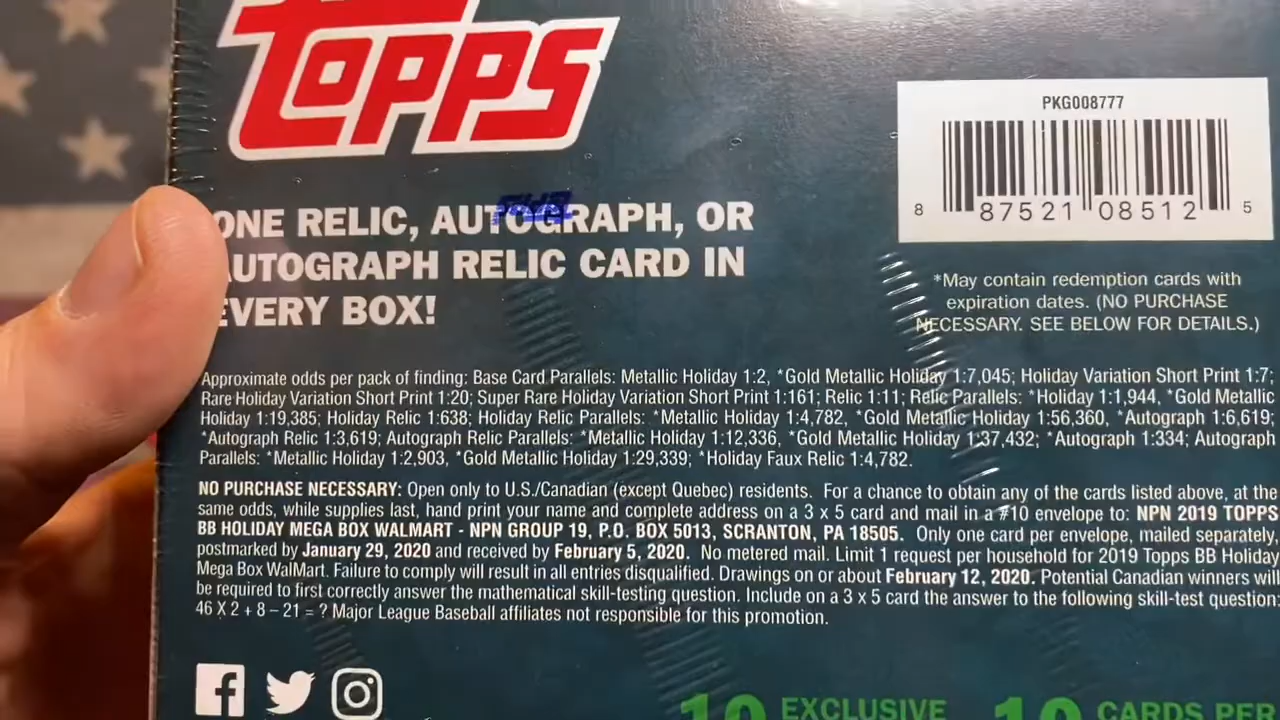 TOPPS
PKG008777
8 87521 08512 5
ONE RELIC, AUTOGRAPH, OR
AUTOGRAPH RELIC CARD IN
EVERY BOX!
*May contain redemption cards with
expiration dates. (NO PURCHASE
NECESSARY. SEE BELOW FOR DETAILS.)
Approximate odds per pack of finding: Base Card Parallels: Metallic Holiday 1:2, *Gold Metallic Holiday 1:7,045; Holiday Variation Short Print 1:7;
Rare Holiday Variation Short Print 1:20; Super Rare Holiday Variation Short Print 1:161; Relic 1:11; Relic Parallels: *Holiday 1:1,944, *Gold Metallic
Holiday 1:19,385; Holiday Relic 1:638; Holiday Relic Parallels: *Metallic Holiday 1:4,782, *Gold Metallic Holiday 1:56,360, *Autograph 1:6,619;
*Autograph Relic 1:3,619; Autograph Relic Parallels: *Metallic Holiday 1:12,336, *Gold Metallic Holiday 1:37,432; *Autograph 1:334; Autograph
Parallels: *Metallic Holiday 1:2,903, *Gold Metallic Holiday 1:29,339; *Holiday Faux Relic 1:4,782.
NO PURCHASE NECESSARY: Open only to U.S./Canadian (except Quebec) residents. For a chance to obtain any of the cards listed above, at the
same odds, while supplies last, hand print your name and complete address on a 3 x 5 card and mail in a #10 envelope to: NPN 2019 TOPPS
BB HOLIDAY MEGA BOX WALMART - NPN GROUP 19, P.O. BOX 5013, SCRANTON, PA 18505. Only one card per envelope, mailed separately,
postmarked by January 29, 2020 and received by February 5, 2020. No metered mail. Limit 1 request per household for 2019 Topps BB Holiday
Mega Box WalMart. Failure to comply will result in all entries disqualified. Drawings on or about February 12, 2020. Potential Canadian winners will
be required to first correctly answer the mathematical skill-testing question. Include on a 3 x 5 card the answer to the following skill-test question:
46 X 2 + 8 – 21 = ? Major League Baseball affiliates not responsible for this promotion.
10 EXCLUSIVE 10 CARDS PER